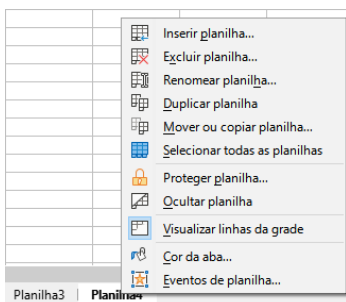 Inserir planilha...
Excluir planilha...
Renomear planilha...
Duplicar planilha
Mover ou copiar planilha...
Selecionar todas as planilhas
Proteger planilha...
Ocultar planilha
Visualizar linhas da grade
Cor da aba...
Eventos de planilha...
Planilha3
Planilha4